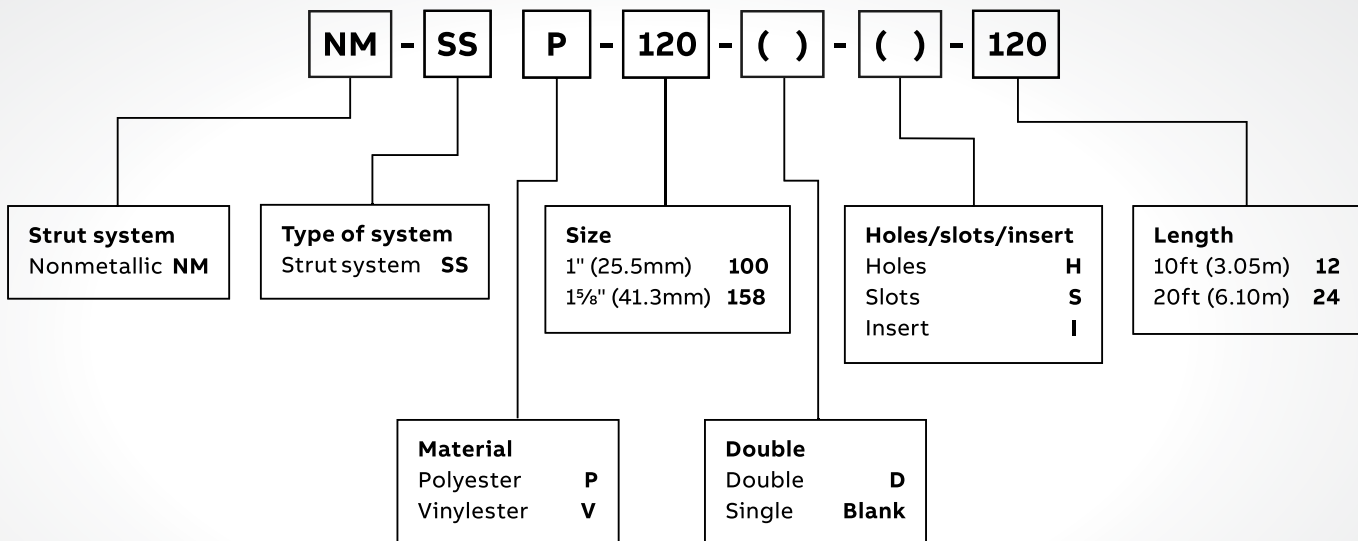 NM - SS P - 120 - ( ) - ( ) - 120
Strut system
Nonmetallic NM
Type of system
Strut system SS
Size
1" (25.5mm) 100
1⅝" (41.3mm) 158
Holes/slots/insert
Holes H
Slots S
Insert I
Length
10ft (3.05m) 12
20ft (6.10m) 24
Material
Polyester P
Vinylester V
Double
Double D
Single Blank